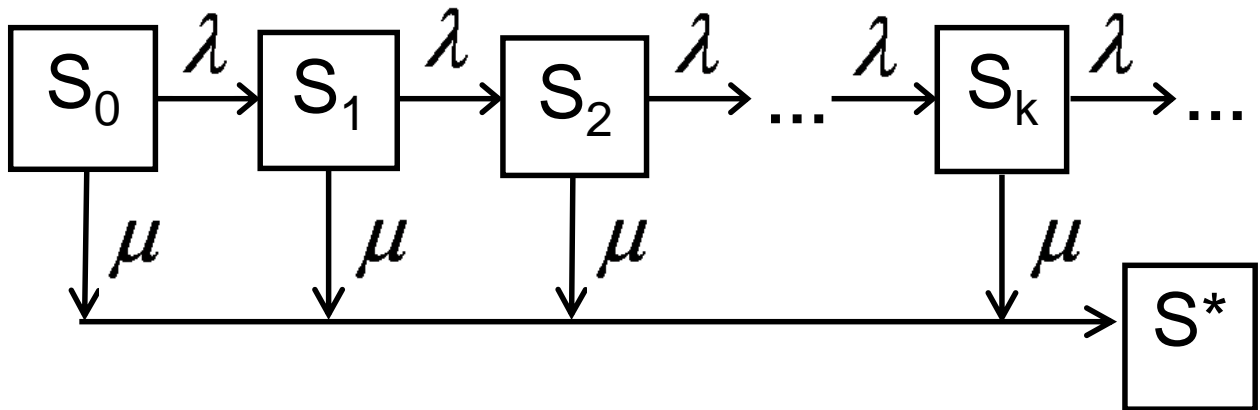 λ λ λ λ λ
S₀ S₁ S₂ ... Sₖ ...
μ μ μ μ
S*